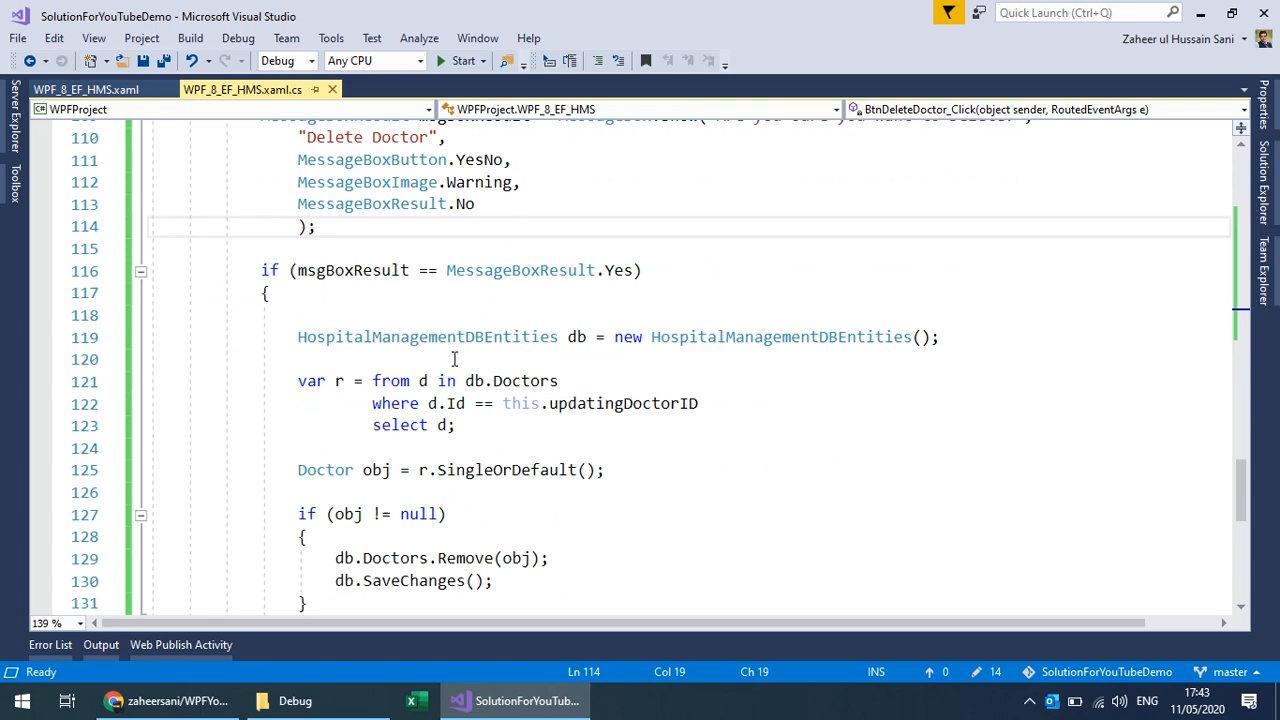 SolutionForYouTubeDemo - Microsoft Visual Studio
Quick Launch (Ctrl+Q)
File Edit View Project Build Debug Team Tools Test Analyze Window Help
Zaheer ul Hussain Sani
Debug Any CPU Start
WPF_8_EF_HMS.xaml WPF_8_EF_HMS.xaml.cs
WPFProject WPFProject.WPF_8_EF_HMS BtnDeleteDoctor_Click(object sender, RoutedEventArgs e)
Server Explorer
Toolbox
Properties
Solution Explorer
Team Explorer
110 "Delete Doctor",
111 MessageBoxButton.YesNo,
112 MessageBoxImage.Warning,
113 MessageBoxResult.No
114 );
115
116 if (msgBoxResult == MessageBoxResult.Yes)
117 {
118
119 HospitalManagementDBEntities db = new HospitalManagementDBEntities();
120
121 var r = from d in db.Doctors
122 where d.Id == this.updatingDoctorID
123 select d;
124
125 Doctor obj = r.SingleOrDefault();
126
127 if (obj != null)
128 {
129 db.Doctors.Remove(obj);
130 db.SaveChanges();
131 }
139 %
Error List Output Web Publish Activity
Ready Ln 114 Col 19 Ch 19 INS 0 14 SolutionForYouTubeDemo master
zaheersani/WPFYo... Debug SolutionForYouTub... ENG 17:43
11/05/2020